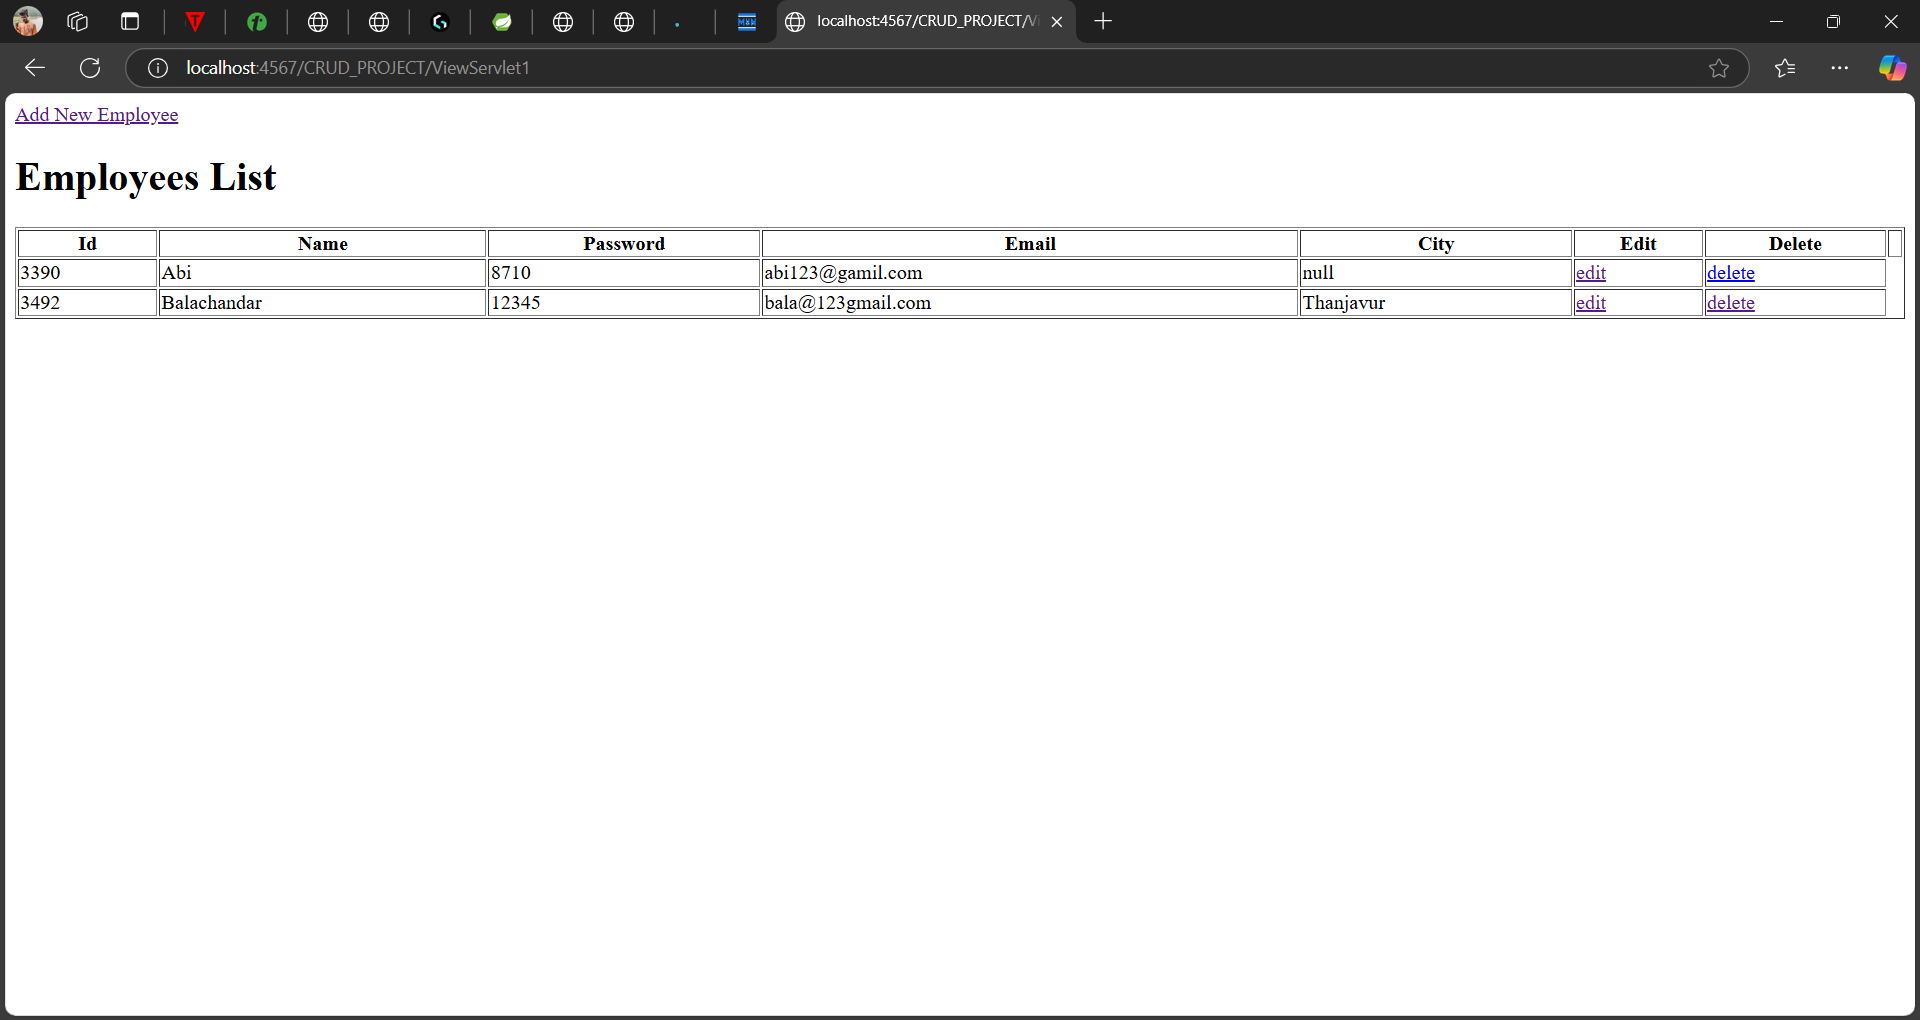 localhost:4567/CRUD_PROJECT/Vi
localhost:4567/CRUD_PROJECT/ViewServlet1
Add New Employee
Employees List
Id Name Password Email City Edit Delete
3390 Abi 8710 abi123@gamil.com null edit delete
3492 Balachandar 12345 bala@123gmail.com Thanjavur edit delete